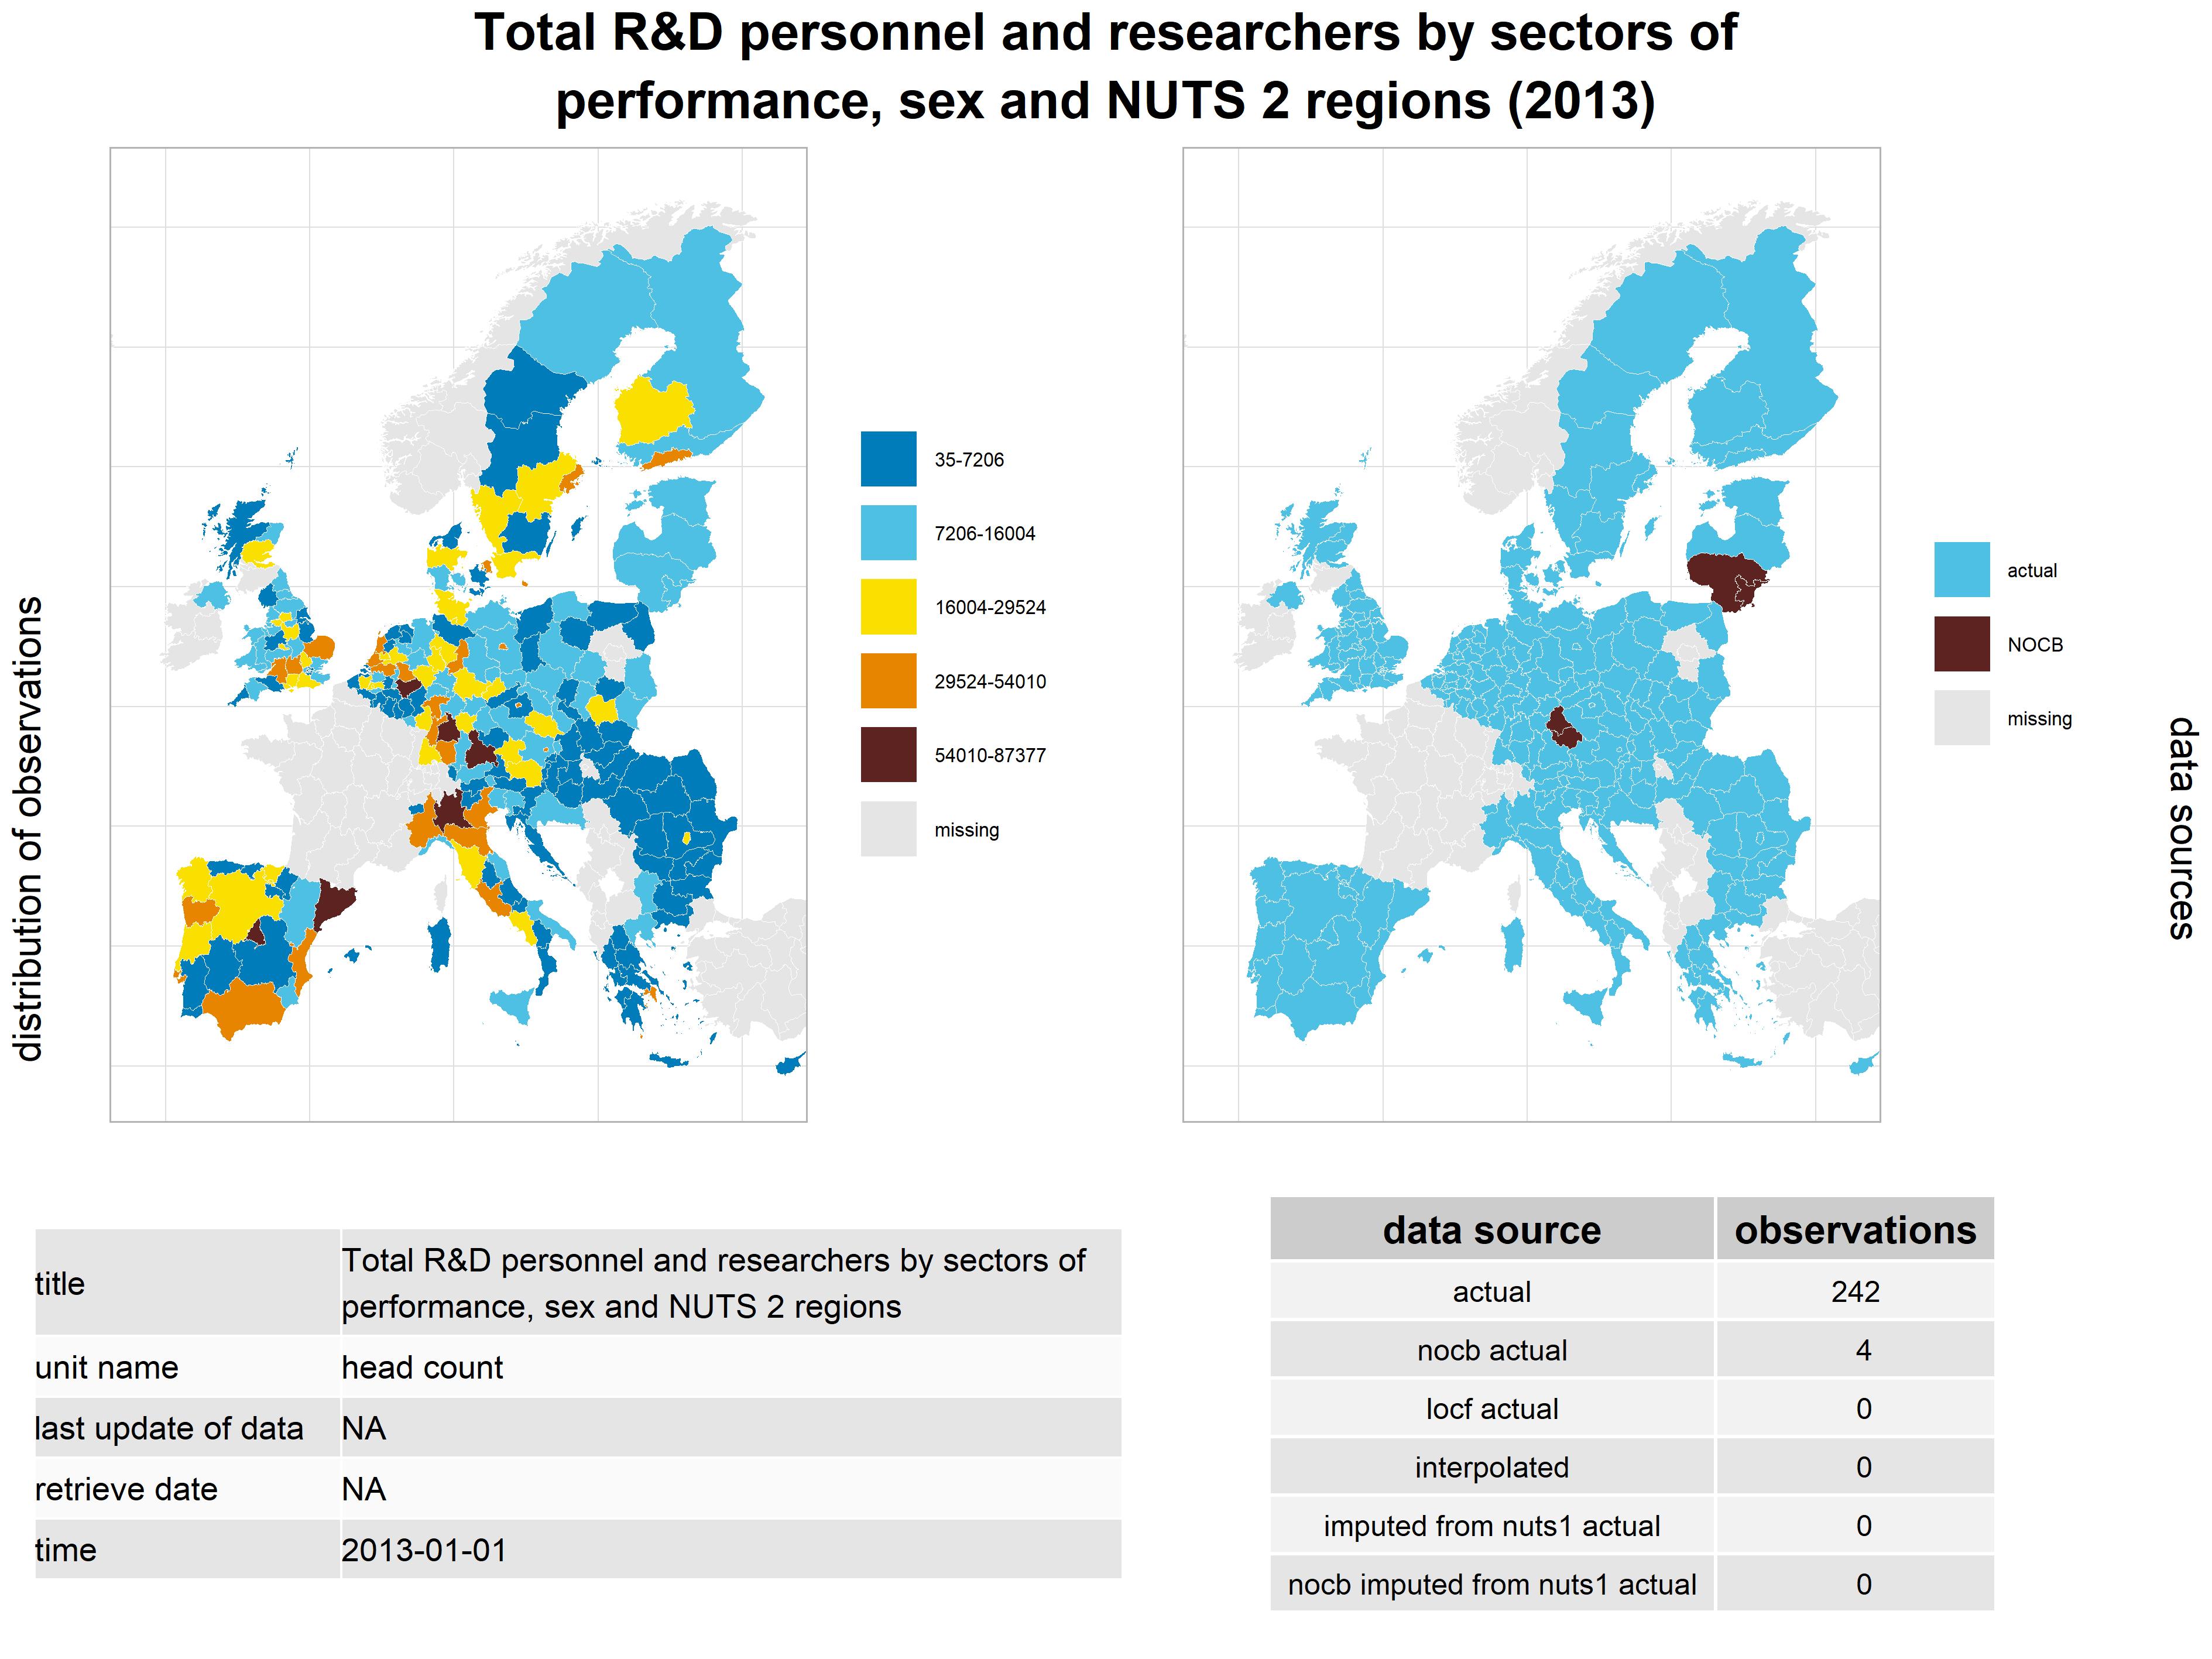 Total R&D personnel and researchers by sectors of
performance, sex and NUTS 2 regions (2013)
distribution of observations
35-7206
7206-16004
16004-29524
29524-54010
54010-87377
missing
actual
NOCB
missing
data sources
title
Total R&D personnel and researchers by sectors of
performance, sex and NUTS 2 regions
unit name head count
last update of data NA
retrieve date NA
time 2013-01-01
data source observations
actual 242
nocb actual 4
locf actual 0
interpolated 0
imputed from nuts1 actual 0
nocb imputed from nuts1 actual 0